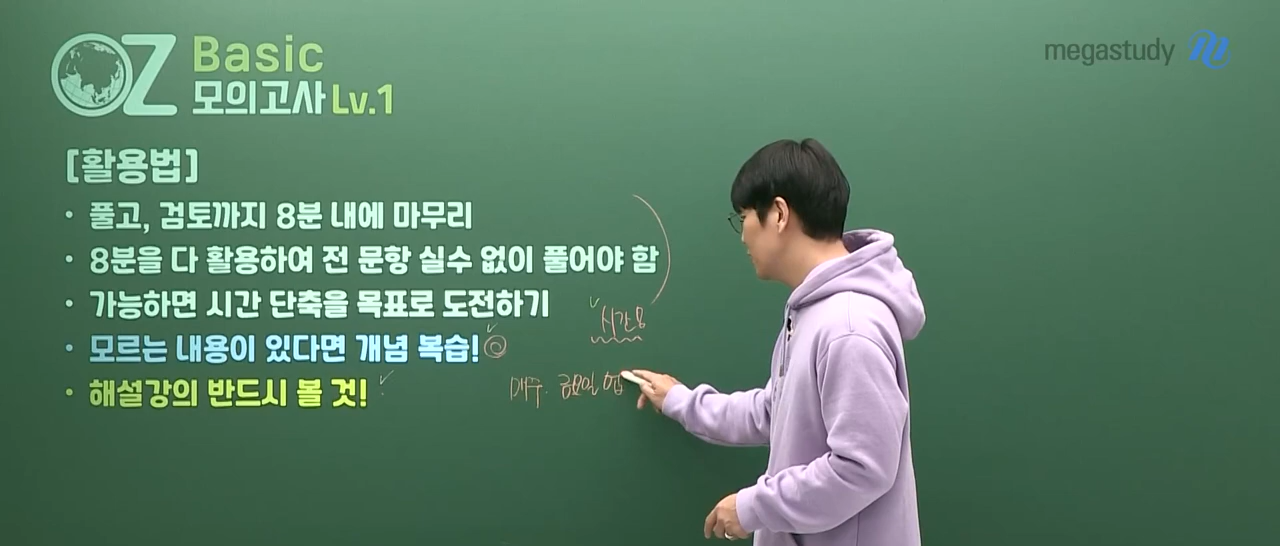 OZ Basic
모의고사 Lv.1
megastudy
[활용법]
• 풀고, 검토까지 8분 내에 마무리
• 8분을 다 활용하여 전 문항 실수 없이 풀어야 함
• 가능하면 시간 단축을 목표로 도전하기
시간
• 모르는 내용이 있다면 개념 복습!
• 해설강의 반드시 볼 것!
매주 금요일